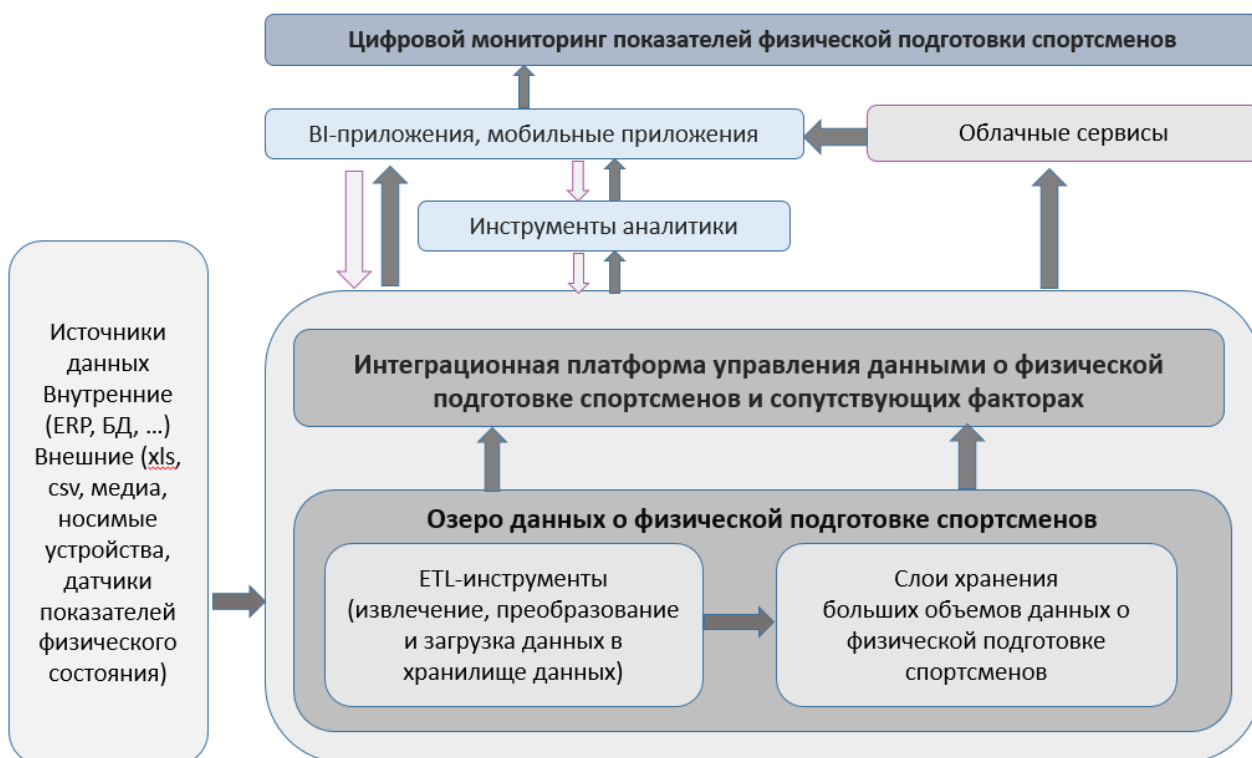 Цифровой мониторинг показателей физической подготовки спортсменов
BI-приложения, мобильные приложения
Облачные сервисы
Инструменты аналитики
Источники
данных
Внутренние
(ERP, БД, …)
Внешние (xls,
csv, медиа,
носимые
устройства,
датчики
показателей
физического
состояния)
Интеграционная платформа управления данными о физической
подготовке спортсменов и сопутствующих факторах
Озеро данных о физической подготовке спортсменов
ETL-инструменты
(извлечение, преобразование
и загрузка данных в
хранилище данных)
Слои хранения
больших объемов данных о
физической подготовке
спортсменов